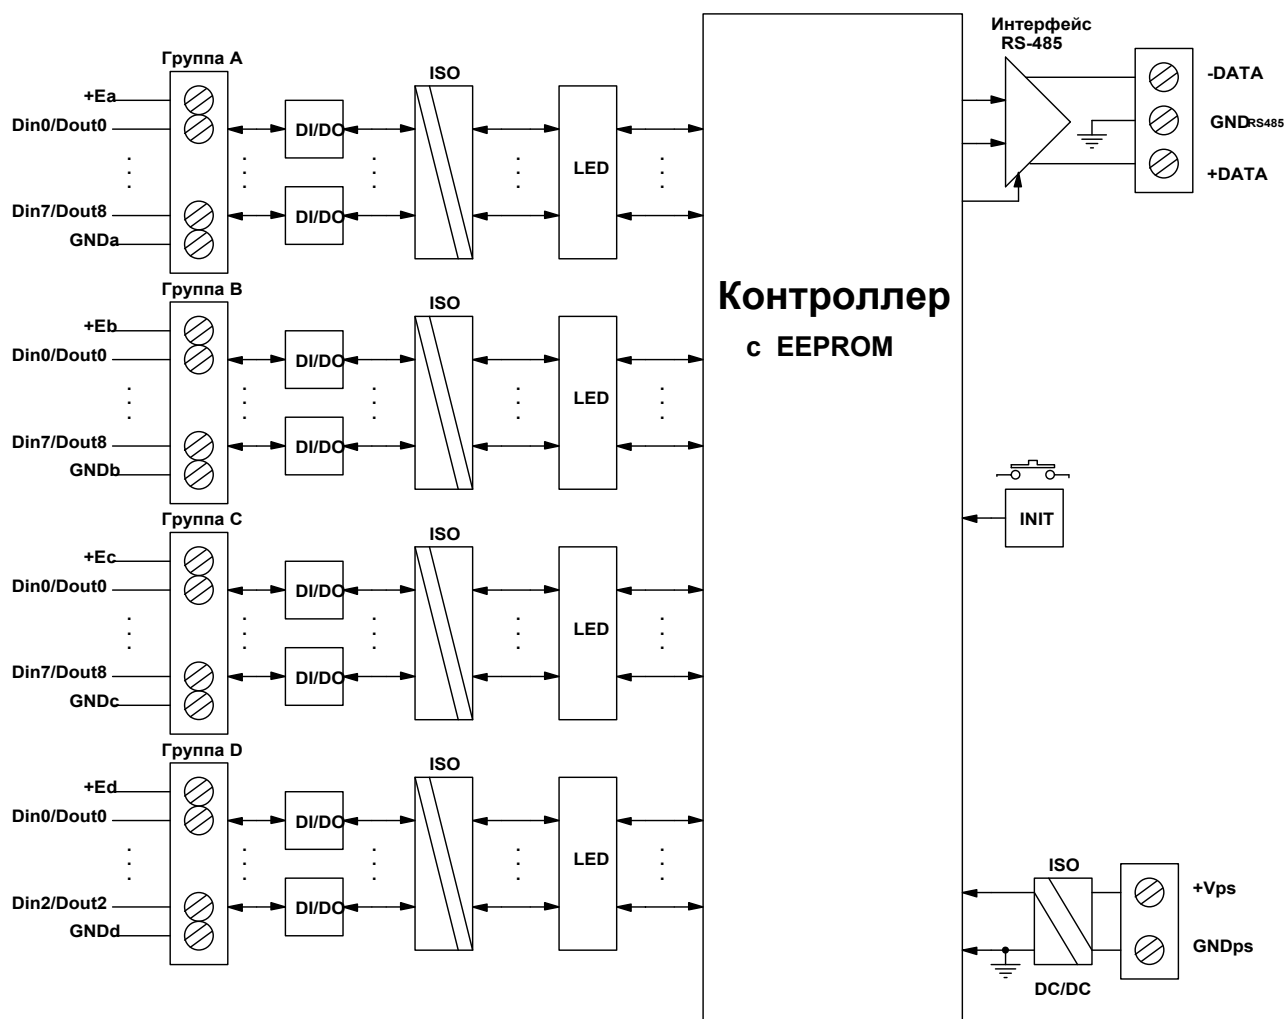 Группа A
+Ea
Din0/Dout0
Din7/Dout8
GNDa
DI/DO
DI/DO
ISO
LED
Группа B
+Eb
Din0/Dout0
Din7/Dout8
GNDb
DI/DO
DI/DO
ISO
LED
Группа C
+Ec
Din0/Dout0
Din7/Dout8
GNDc
DI/DO
DI/DO
ISO
LED
Группа D
+Ed
Din0/Dout0
Din2/Dout2
GNDd
DI/DO
DI/DO
ISO
LED
Контроллер
с EEPROM
Интерфейс
RS-485
-DATA
GNDRS485
+DATA
INIT
ISO
DC/DC
+Vps
GNDps